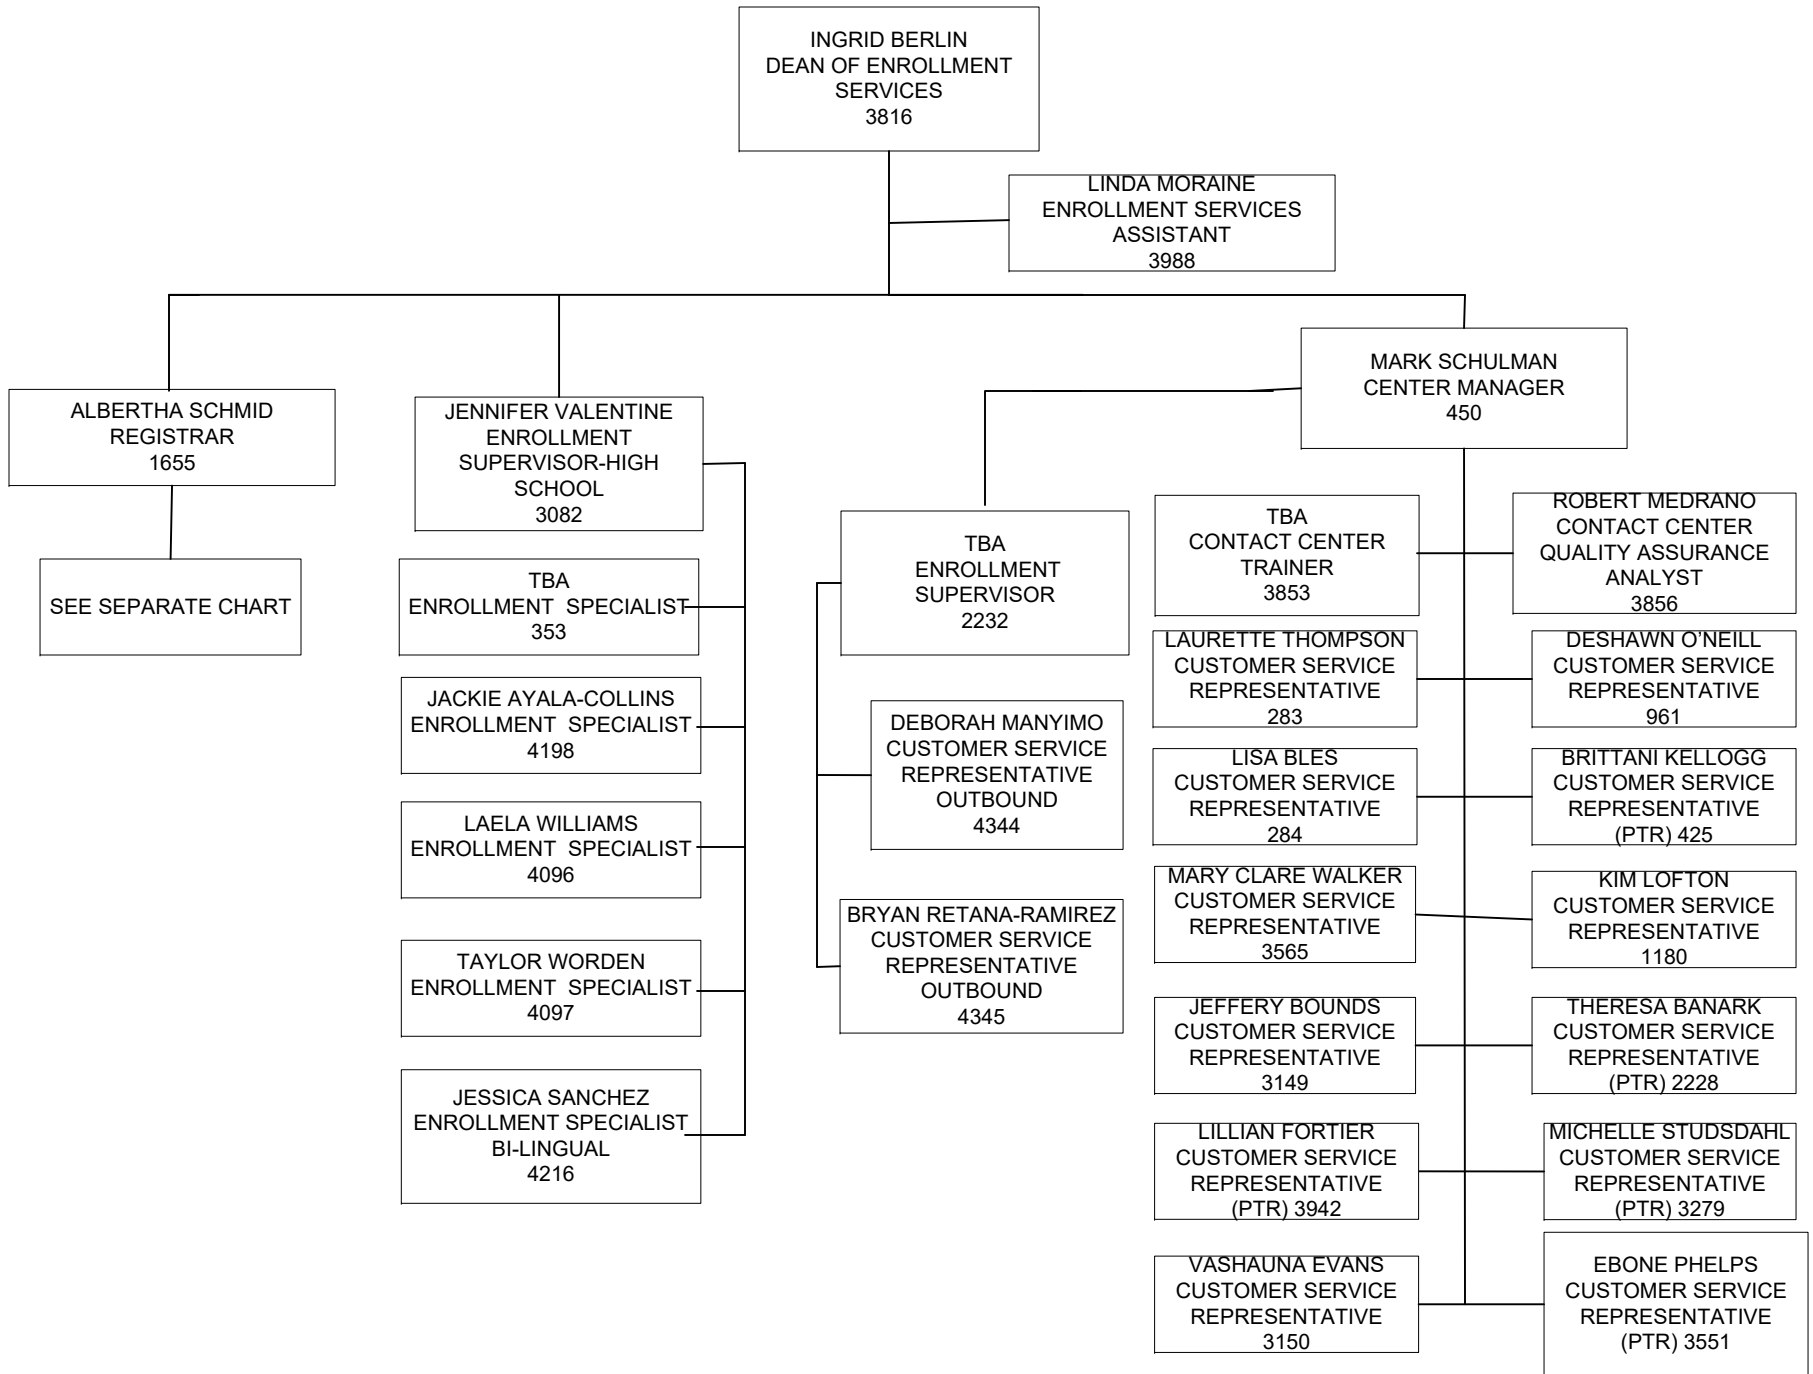 INGRID BERLIN
DEAN OF ENROLLMENT
SERVICES
3816
LINDA MORAINE
ENROLLMENT SERVICES
ASSISTANT
3988
ALBERTHA SCHMID
REGISTRAR
1655
SEE SEPARATE CHART
JENNIFER VALENTINE
ENROLLMENT
SUPERVISOR-HIGH
SCHOOL
3082
TBA
ENROLLMENT SPECIALIST
353
JACKIE AYALA-COLLINS
ENROLLMENT SPECIALIST
4198
LAELA WILLIAMS
ENROLLMENT SPECIALIST
4096
TAYLOR WORDEN
ENROLLMENT SPECIALIST
4097
JESSICA SANCHEZ
ENROLLMENT SPECIALIST
BI-LINGUAL
4216
MARK SCHULMAN
CENTER MANAGER
450
TBA
ENROLLMENT
SUPERVISOR
2232
DEBORAH MANYIMO
CUSTOMER SERVICE
REPRESENTATIVE
OUTBOUND
4344
BRYAN RETANA-RAMIREZ
CUSTOMER SERVICE
REPRESENTATIVE
OUTBOUND
4345
TBA
CONTACT CENTER
TRAINER
3853
ROBERT MEDRANO
CONTACT CENTER
QUALITY ASSURANCE
ANALYST
3856
LAURETTE THOMPSON
CUSTOMER SERVICE
REPRESENTATIVE
283
DESHAWN O’NEILL
CUSTOMER SERVICE
REPRESENTATIVE
961
LISA BLES
CUSTOMER SERVICE
REPRESENTATIVE
284
BRITTANI KELLOGG
CUSTOMER SERVICE
REPRESENTATIVE
(PTR) 425
MARY CLARE WALKER
CUSTOMER SERVICE
REPRESENTATIVE
3565
KIM LOFTON
CUSTOMER SERVICE
REPRESENTATIVE
1180
JEFFERY BOUNDS
CUSTOMER SERVICE
REPRESENTATIVE
3149
THERESA BANARK
CUSTOMER SERVICE
REPRESENTATIVE
(PTR) 2228
LILLIAN FORTIER
CUSTOMER SERVICE
REPRESENTATIVE
(PTR) 3942
MICHELLE STUDSDAHL
CUSTOMER SERVICE
REPRESENTATIVE
(PTR) 3279
VASHAUNA EVANS
CUSTOMER SERVICE
REPRESENTATIVE
3150
EBONE PHELPS
CUSTOMER SERVICE
REPRESENTATIVE
(PTR) 3551